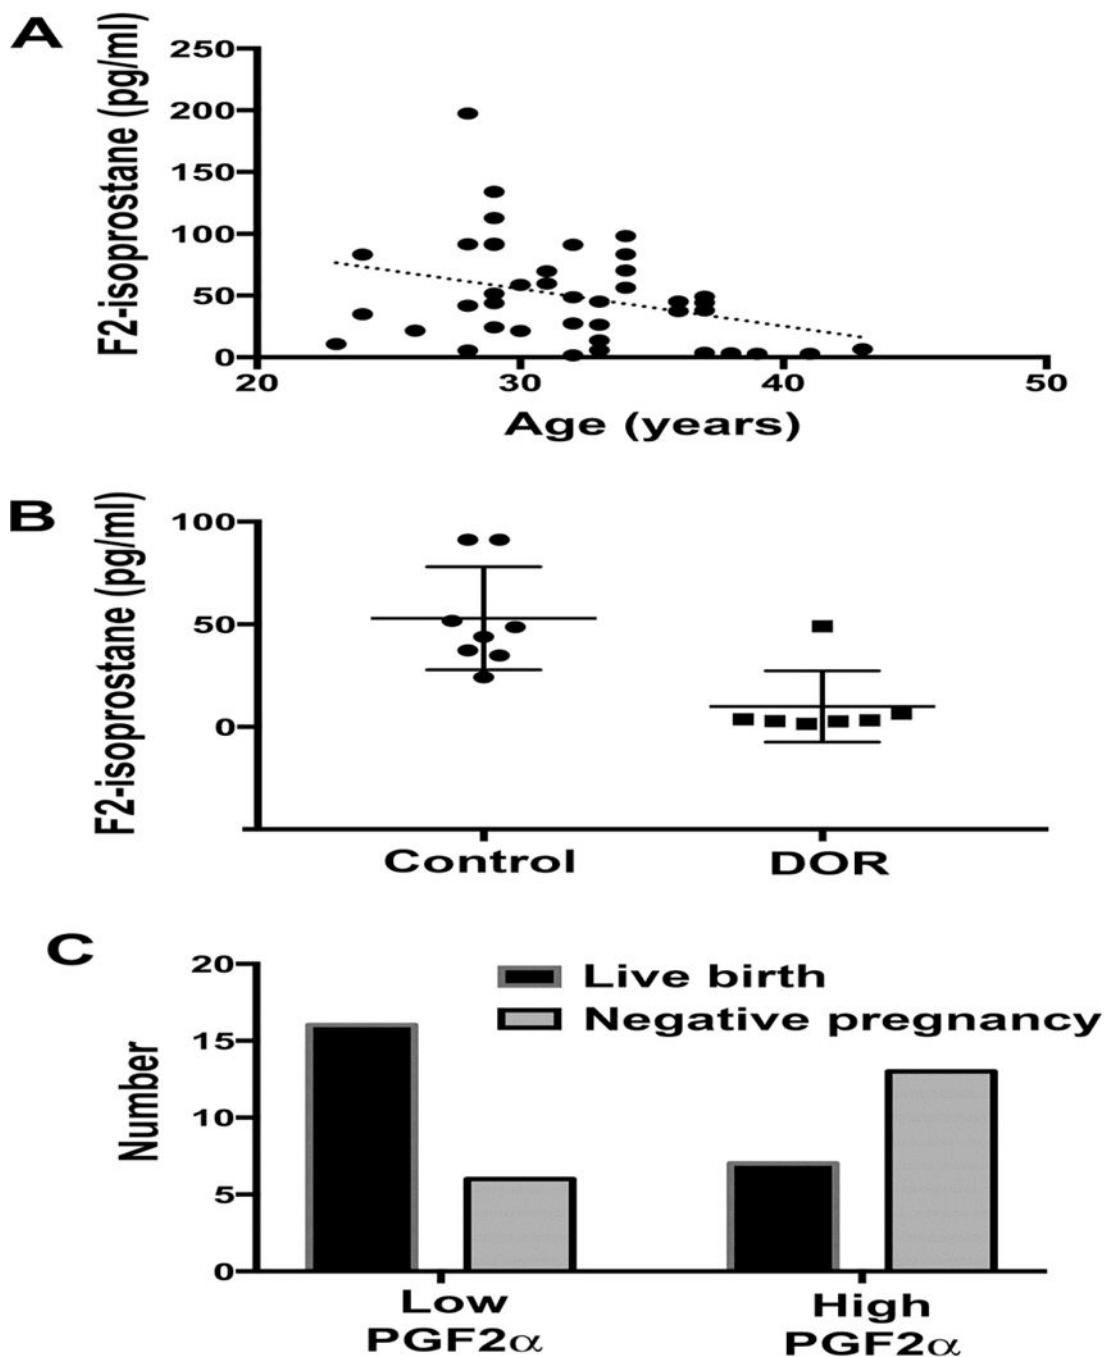 A
F2-isoprostane (pg/ml)
250
200
150
100
50
0
20 30 40 50
Age (years)
B
F2-isoprostane (pg/ml)
100
50
0
Control DOR
C
Number
20
15
10
5
0
Live birth
Negative pregnancy
Low High
PGF2α PGF2α